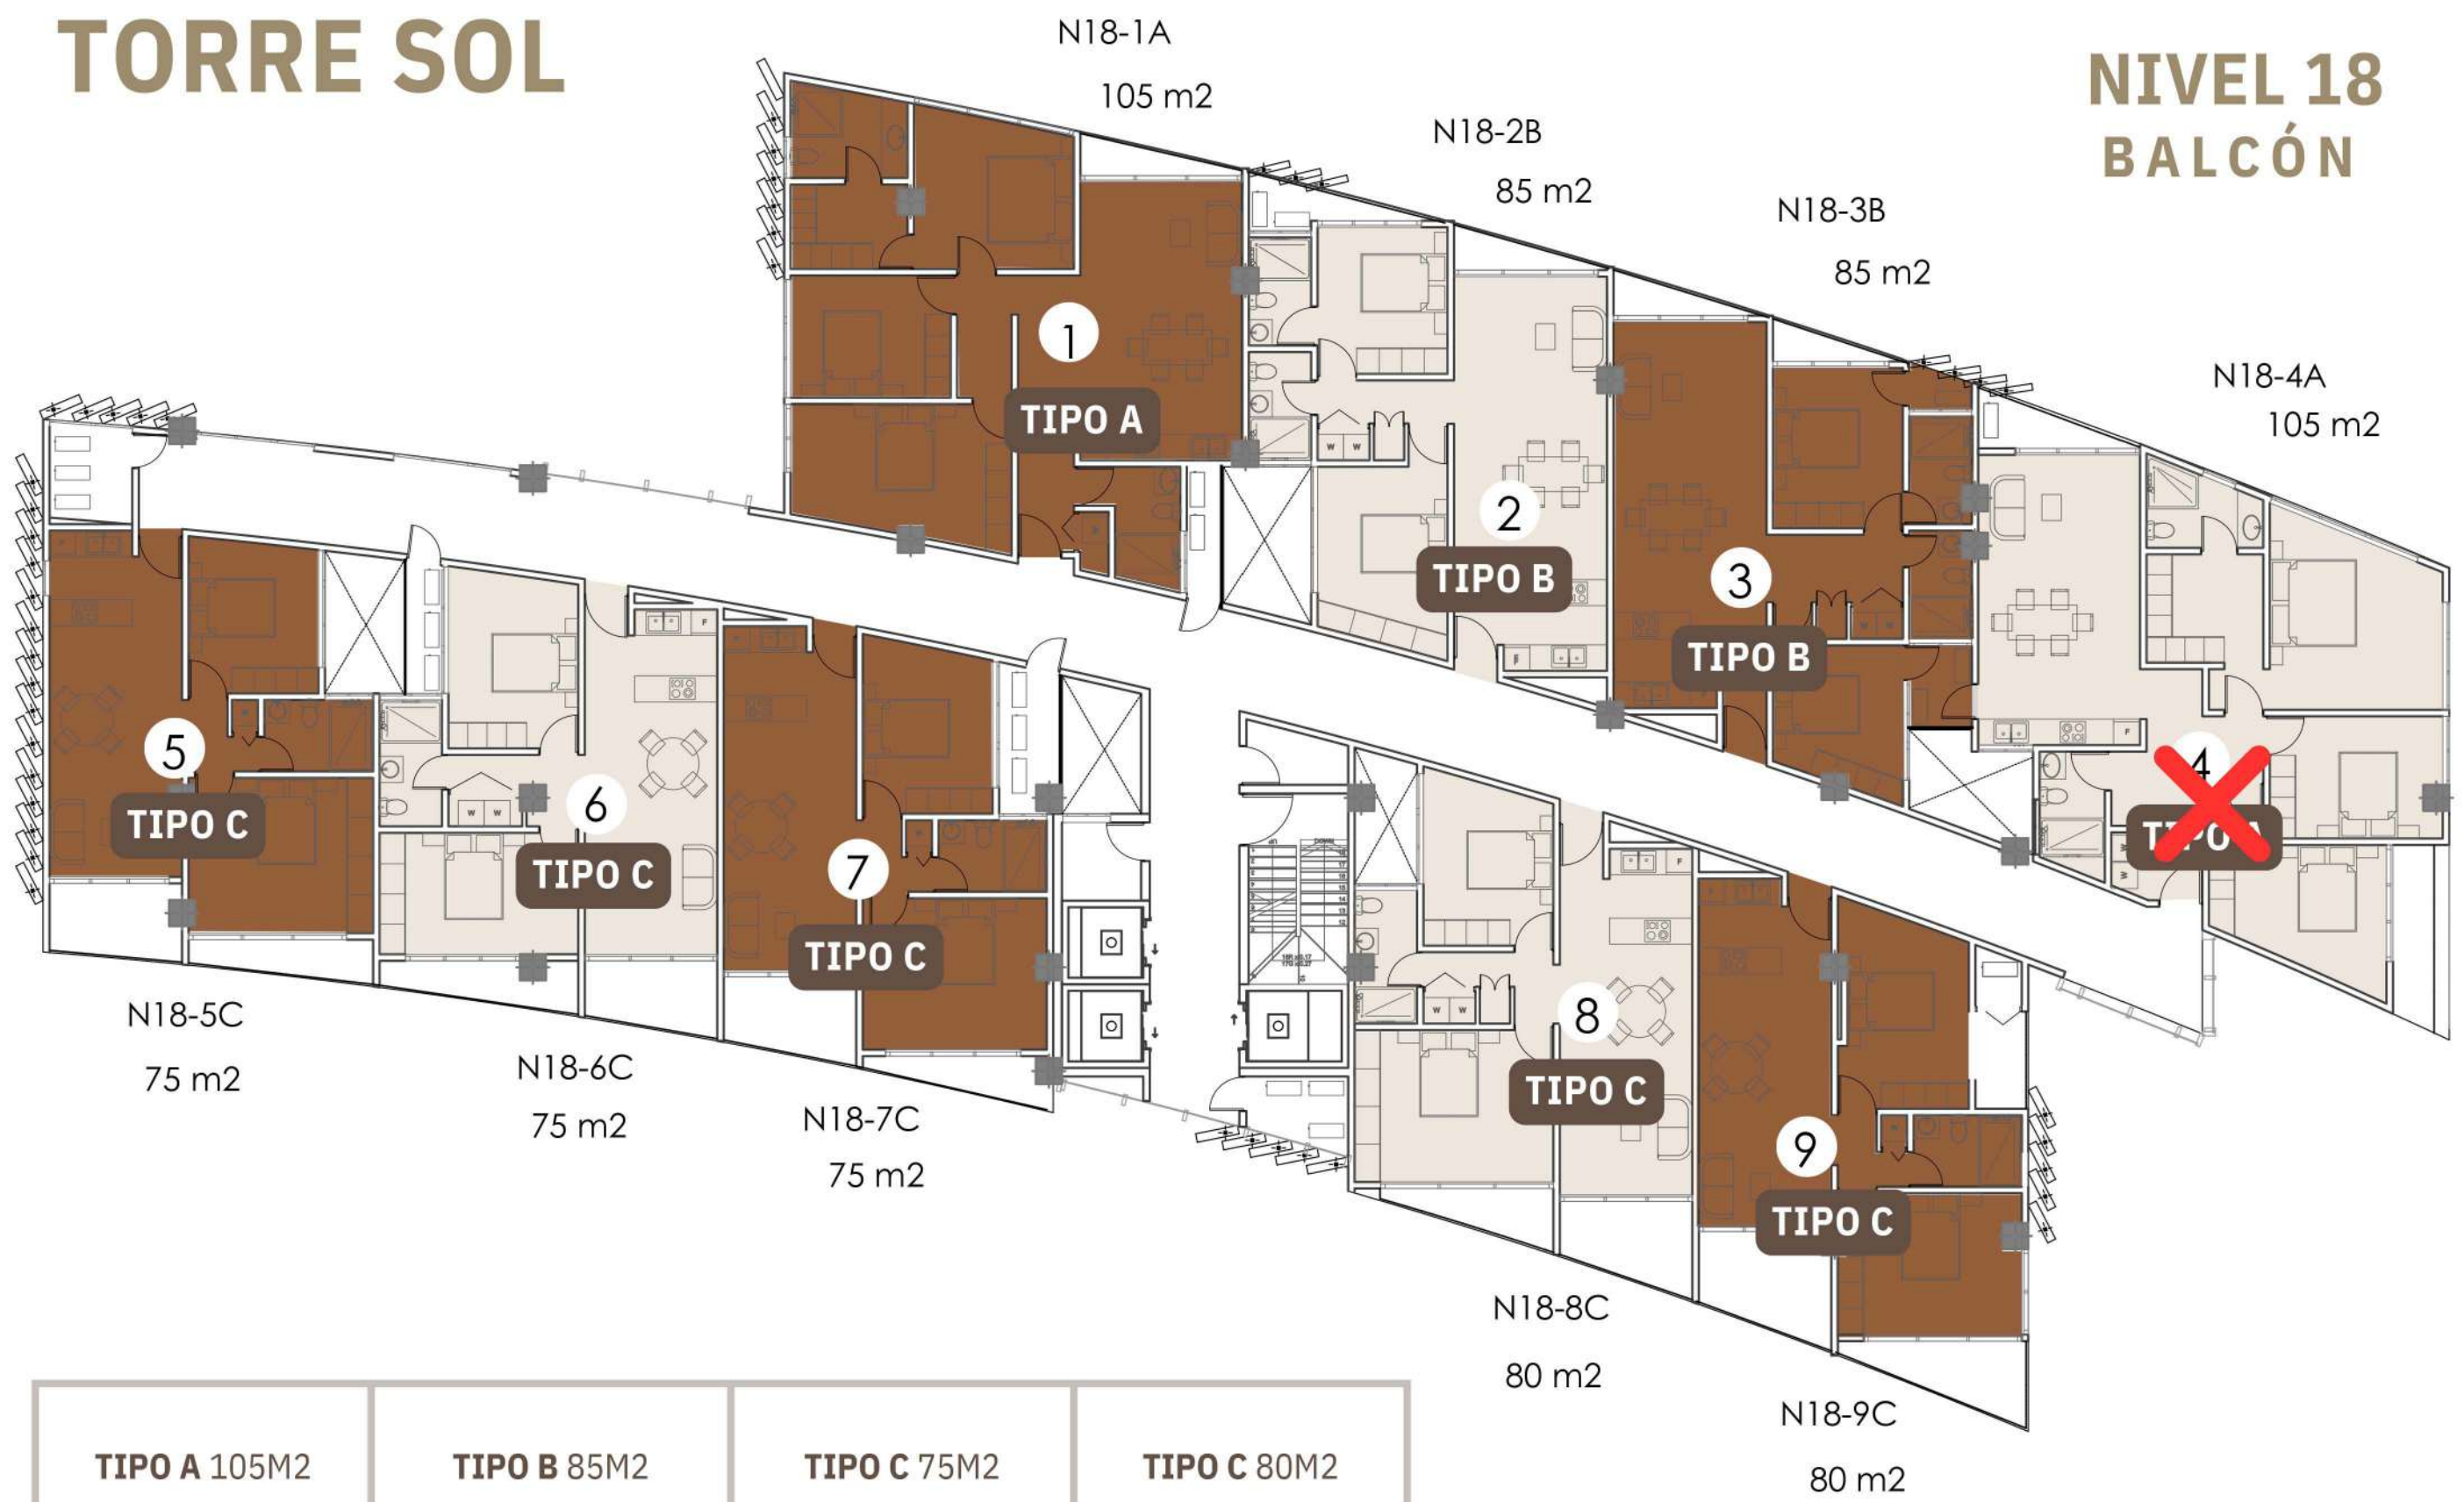 TORRE SOL
NIVEL 18
BALCÓN
N18-1A
105 m2
N18-2B
85 m2
N18-3B
85 m2
N18-4A
105 m2
1
TIPO A
2
TIPO B
3
TIPO B
4
TIPO A
5
TIPO C
6
TIPO C
7
TIPO C
8
TIPO C
9
TIPO C
N18-5C
75 m2
N18-6C
75 m2
N18-7C
75 m2
N18-8C
80 m2
N18-9C
80 m2
TIPO A 105M2
TIPO B 85M2
TIPO C 75M2
TIPO C 80M2